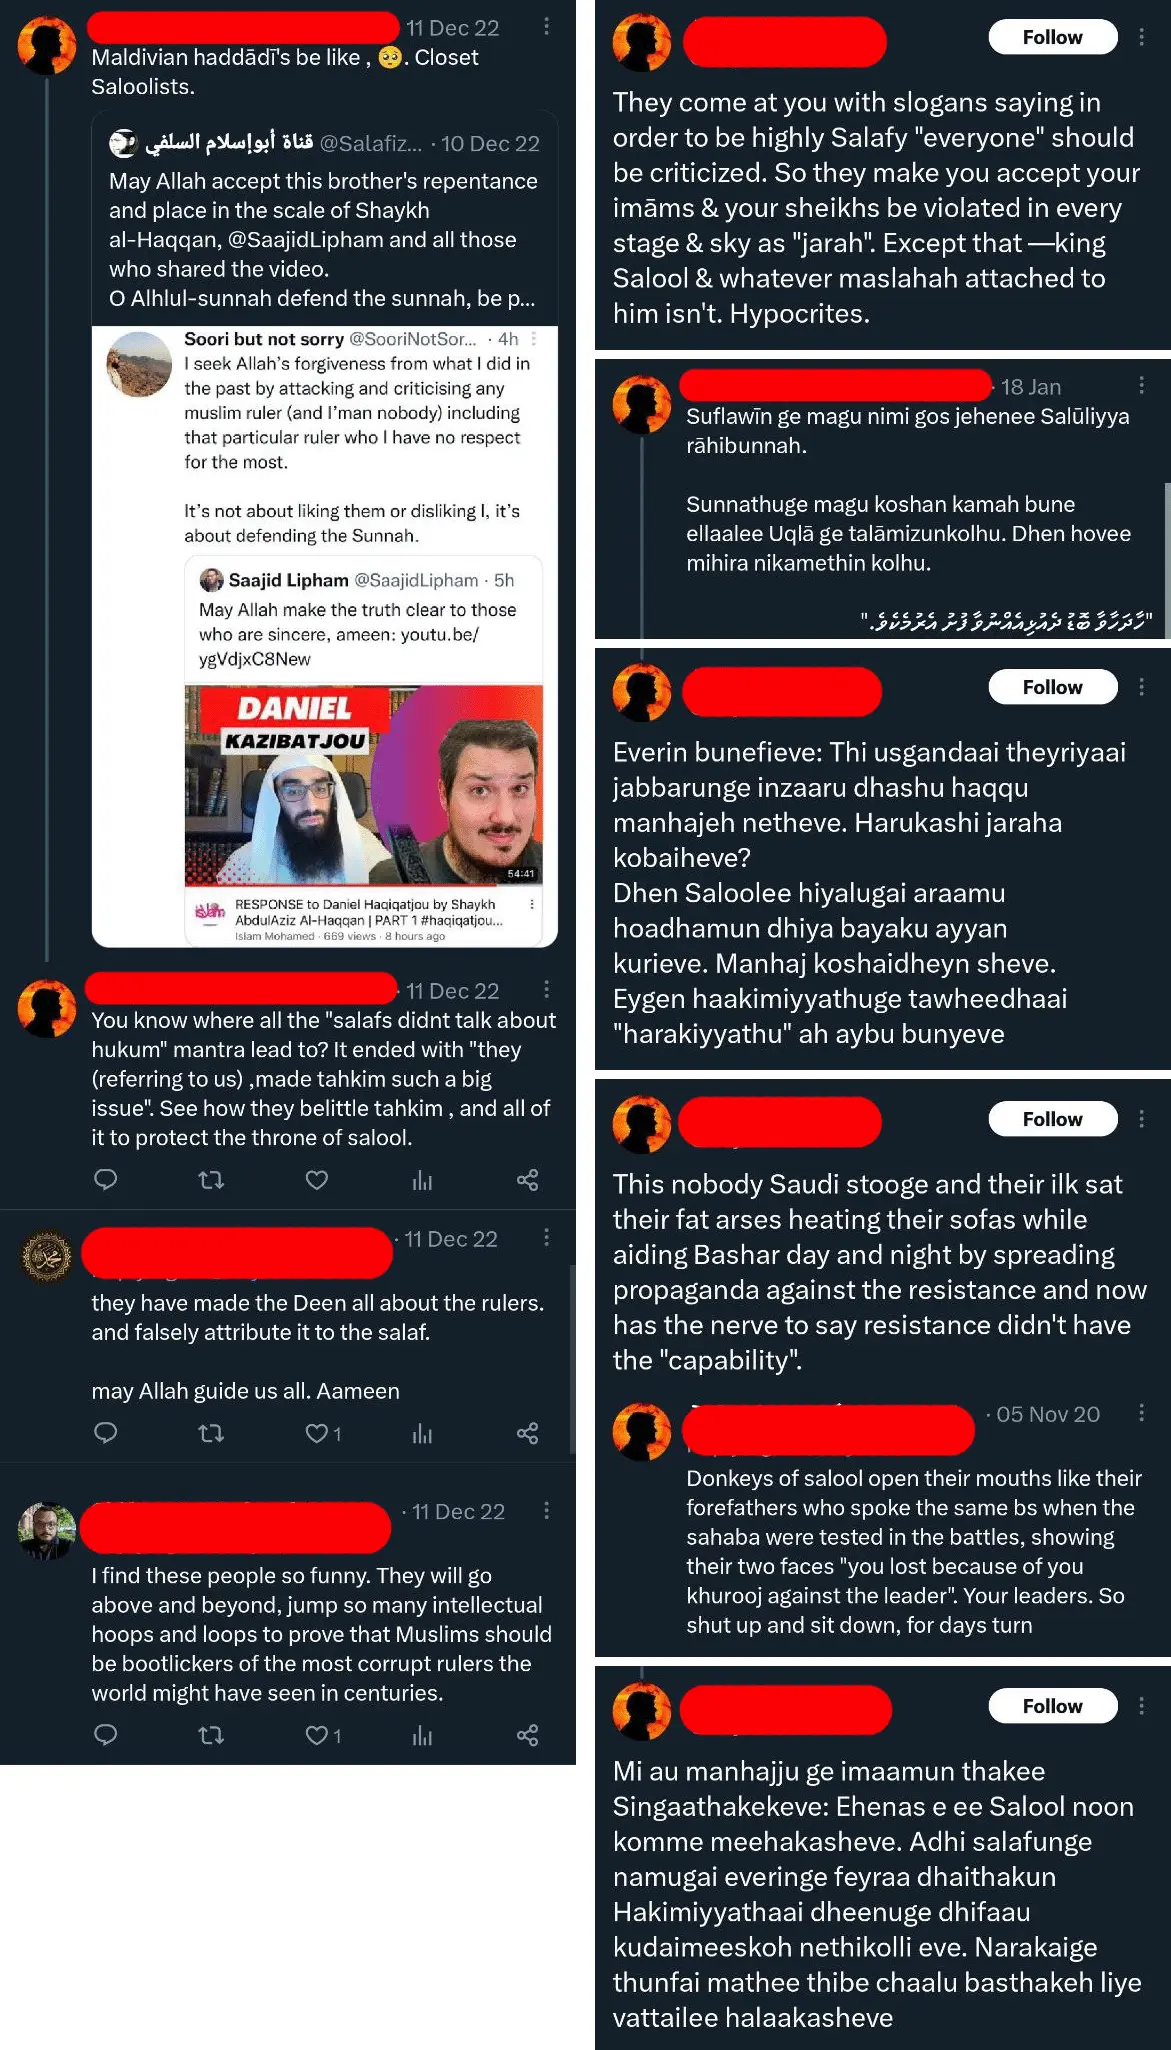 11 Dec 22
Maldivian haddādī's be like , 🥺. Closet
Saloolists.
قناة أبوإسلام السلفي @Salafiz... · 10 Dec 22
May Allah accept this brother's repentance
and place in the scale of Shaykh
al-Haqqan, @SaajidLipham and all those
who shared the video.
O Alhlul-sunnah defend the sunnah, be p...
Soori but not sorry @SooriNotSor... · 4h
I seek Allah's forgiveness from what I did in
the past by attacking and criticising any
muslim ruler (and I'man nobody) including
that particular ruler who I have no respect
for the most.
It's not about liking them or disliking I, it's
about defending the Sunnah.
Saajid Lipham @SaajidLipham · 5h
May Allah make the truth clear to those
who are sincere, ameen: youtu.be/
ygVdjxC8New
DANIEL
KAZIBATJOU
54:41
RESPONSE to Daniel Haqiqatjou by Shaykh
AbdulAziz Al-Haqqan | PART 1 #haqiqatjou...
Islam Mohamed · 669 views · 8 hours ago
· 11 Dec 22
You know where all the "salafs didnt talk about
hukum" mantra lead to? It ended with "they
(referring to us) ,made tahkim such a big
issue". See how they belittle tahkim , and all of
it to protect the throne of salool.
· 11 Dec 22
they have made the Deen all about the rulers.
and falsely attribute it to the salaf.
may Allah guide us all. Aameen
1
· 11 Dec 22
I find these people so funny. They will go
above and beyond, jump so many intellectual
hoops and loops to prove that Muslims should
be bootlickers of the most corrupt rulers the
world might have seen in centuries.
1
Follow
They come at you with slogans saying in
order to be highly Salafy "everyone" should
be criticized. So they make you accept your
imāms & your sheikhs be violated in every
stage & sky as "jarah". Except that —king
Salool & whatever maslahah attached to
him isn't. Hypocrites.
· 18 Jan
Suflawīn ge magu nimi gos jehenee Salūliyya
rāhibunnah.
Sunnathuge magu koshan kamah bune
ellaalee Uqlā ge talāmizunkolhu. Dhen hovee
mihira nikamethin kolhu.
Follow
Everin bunefieve: Thi usgandaai theyriyaai
jabbarunge inzaaru dhashu haqqu
manhajeh netheve. Harukashi jaraha
kobaiheve?
Dhen Saloolee hiyalugai araamu
hoadhamun dhiya bayaku ayyan
kurieve. Manhaj koshaidheyn sheve.
Eygen haakimiyyathuge tawheedhaai
"harakiyyathu" ah aybu bunyeve
Follow
This nobody Saudi stooge and their ilk sat
their fat arses heating their sofas while
aiding Bashar day and night by spreading
propaganda against the resistance and now
has the nerve to say resistance didn't have
the "capability".
· 05 Nov 20
Donkeys of salool open their mouths like their
forefathers who spoke the same bs when the
sahaba were tested in the battles, showing
their two faces "you lost because of you
khurooj against the leader". Your leaders. So
shut up and sit down, for days turn
Follow
Mi au manhajju ge imaamun thakee
Singaathakekeve: Ehenas e ee Salool noon
komme meehakasheve. Adhi salafunge
namugai everinge feyraa dhaithakun
Hakimiyyathaai dheenuge dhifaau
kudaimeeskoh nethikolli eve. Narakaige
thunfai mathee thibe chaalu basthakeh liye
vattailee halaakasheve